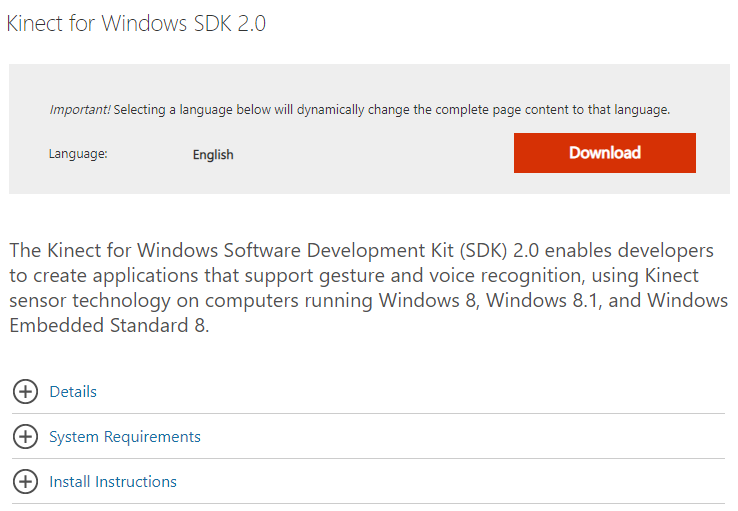 Kinect for Windows SDK 2.0
Important! Selecting a language below will dynamically change the complete page content to that language.
Language: English Download
The Kinect for Windows Software Development Kit (SDK) 2.0 enables developers
to create applications that support gesture and voice recognition, using Kinect
sensor technology on computers running Windows 8, Windows 8.1, and Windows
Embedded Standard 8.
Details
System Requirements
Install Instructions